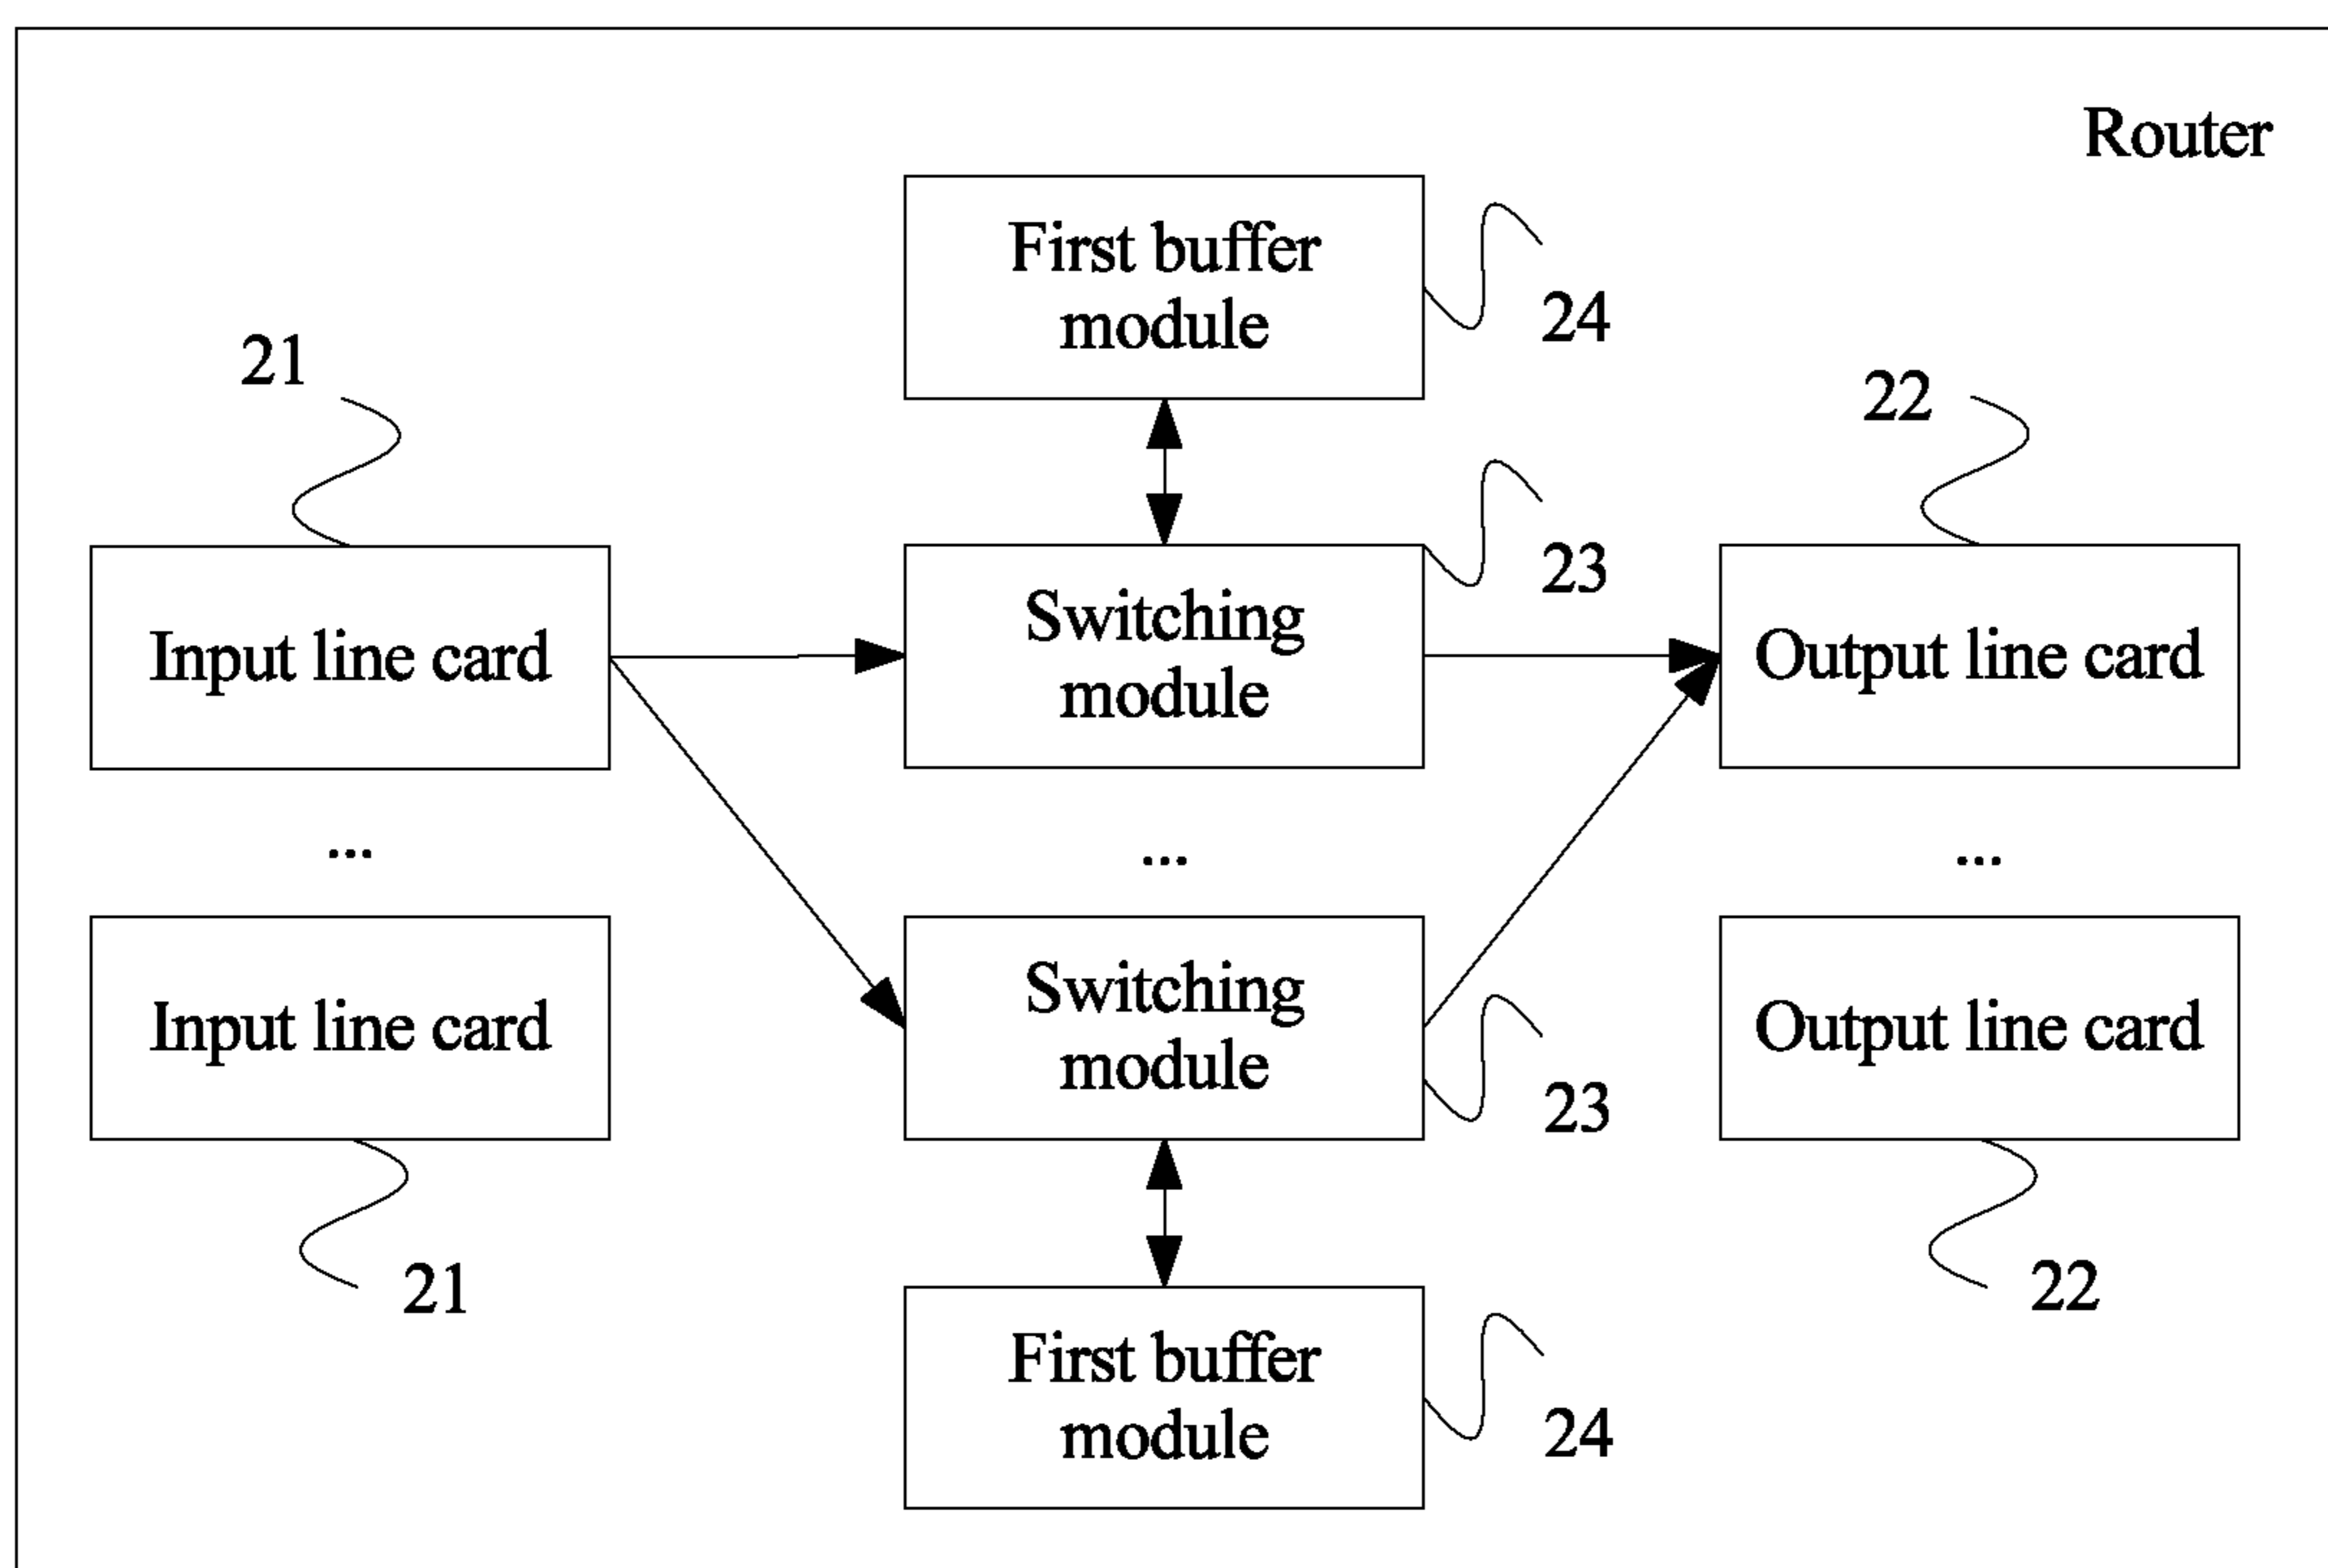 Router
First buffer
module
24
21
22
23
Input line card
Switching
module
Output line card
...
...
...
Input line card
Switching
module
Output line card
23
21
22
First buffer
module
24